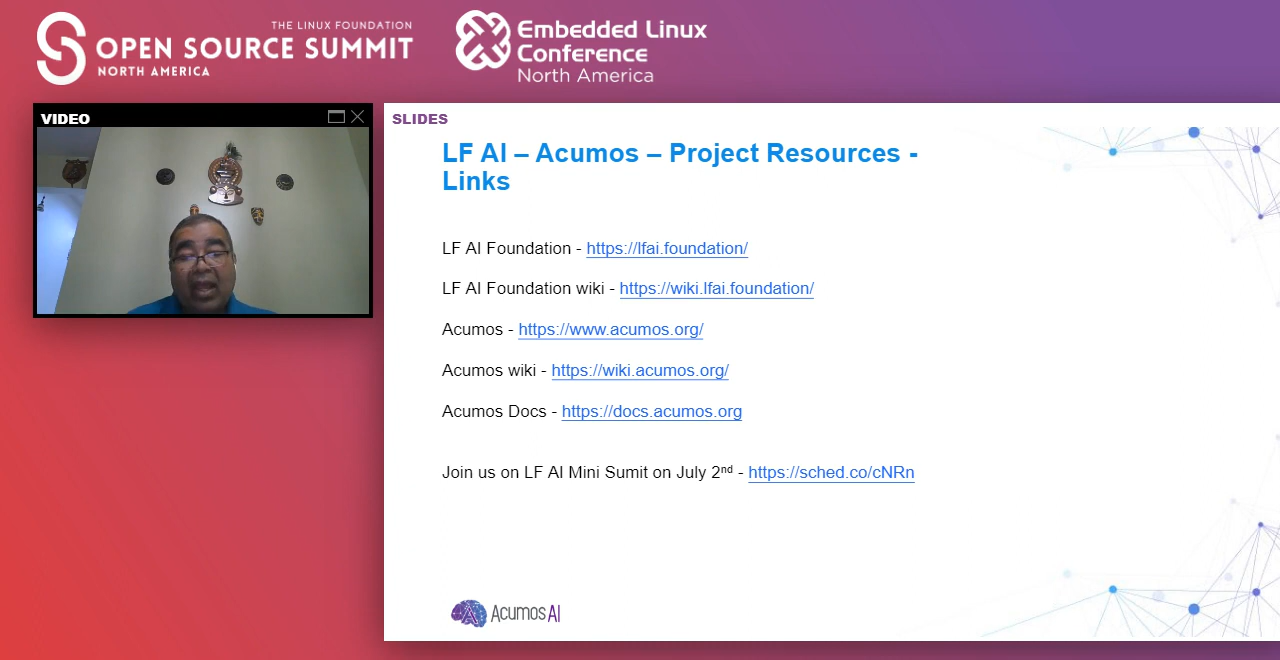 THE LINUX FOUNDATION
OPEN SOURCE SUMMIT
NORTH AMERICA
Embedded Linux
Conference
North America
VIDEO
SLIDES
LF AI – Acumos – Project Resources -
Links
LF AI Foundation - https://lfai.foundation/
LF AI Foundation wiki - https://wiki.lfai.foundation/
Acumos - https://www.acumos.org/
Acumos wiki - https://wiki.acumos.org/
Acumos Docs - https://docs.acumos.org
Join us on LF AI Mini Sumit on July 2nd - https://sched.co/cNRn
Acumos AI